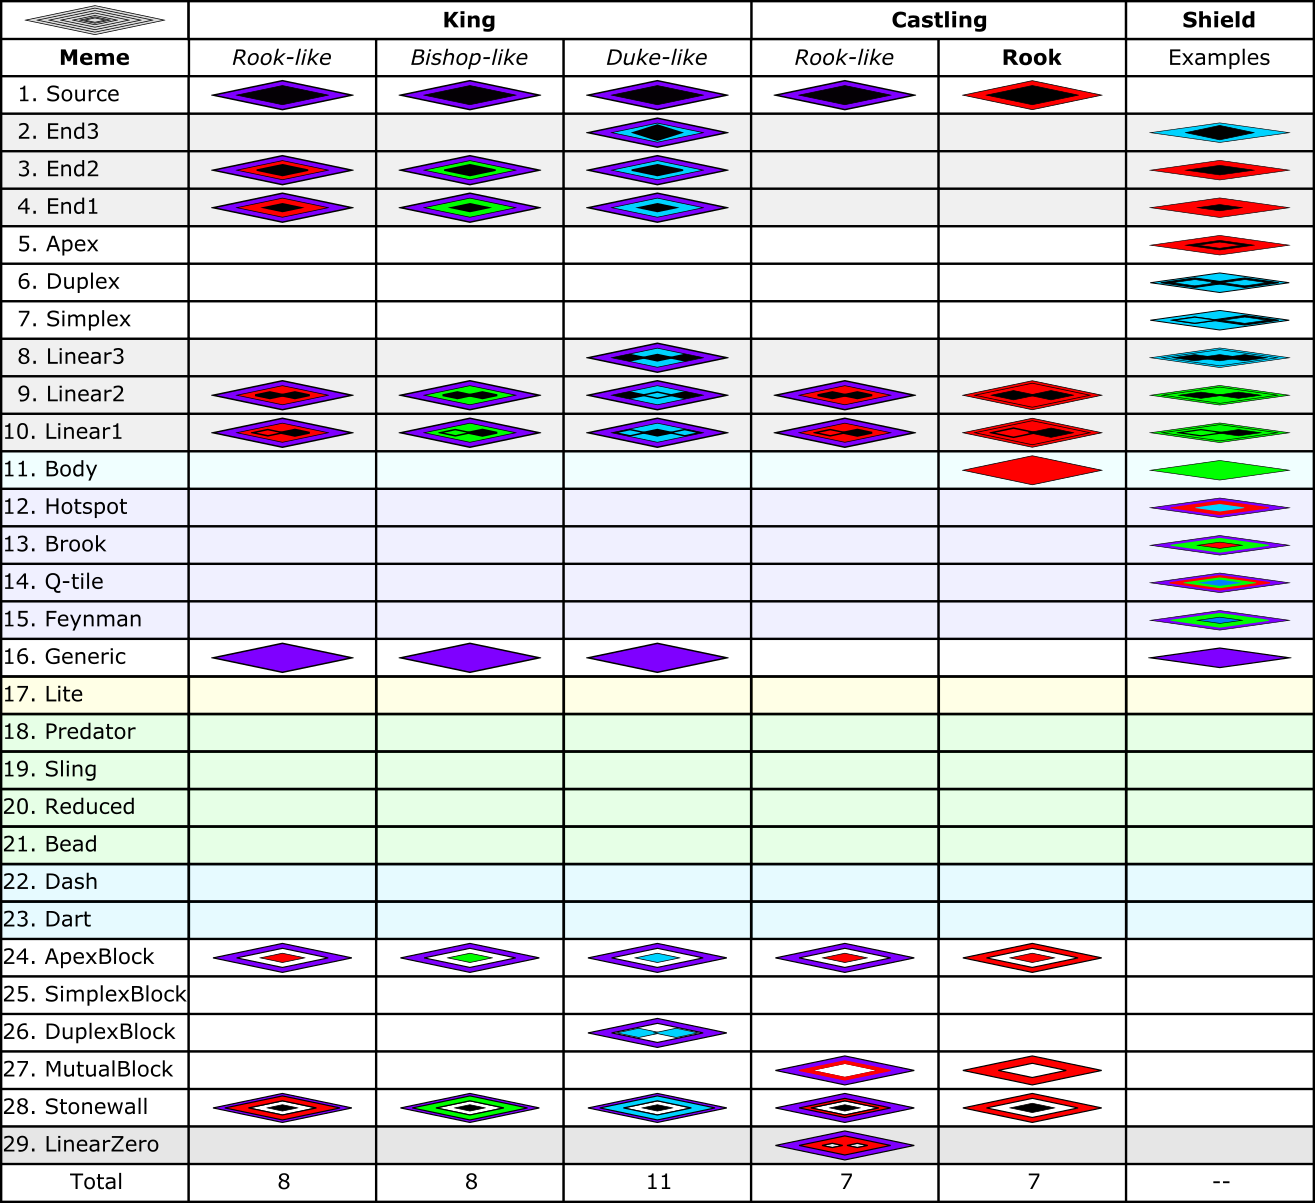 King Castling Shield
Meme Rook-like Bishop-like Duke-like Rook-like Rook Examples
1. Source
2. End3
3. End2
4. End1
5. Apex
6. Duplex
7. Simplex
8. Linear3
9. Linear2
10. Linear1
11. Body
12. Hotspot
13. Brook
14. Q-tile
15. Feynman
16. Generic
17. Lite
18. Predator
19. Sling
20. Reduced
21. Bead
22. Dash
23. Dart
24. ApexBlock
25. SimplexBlock
26. DuplexBlock
27. MutualBlock
28. Stonewall
29. LinearZero
Total 8 8 11 7 7 --